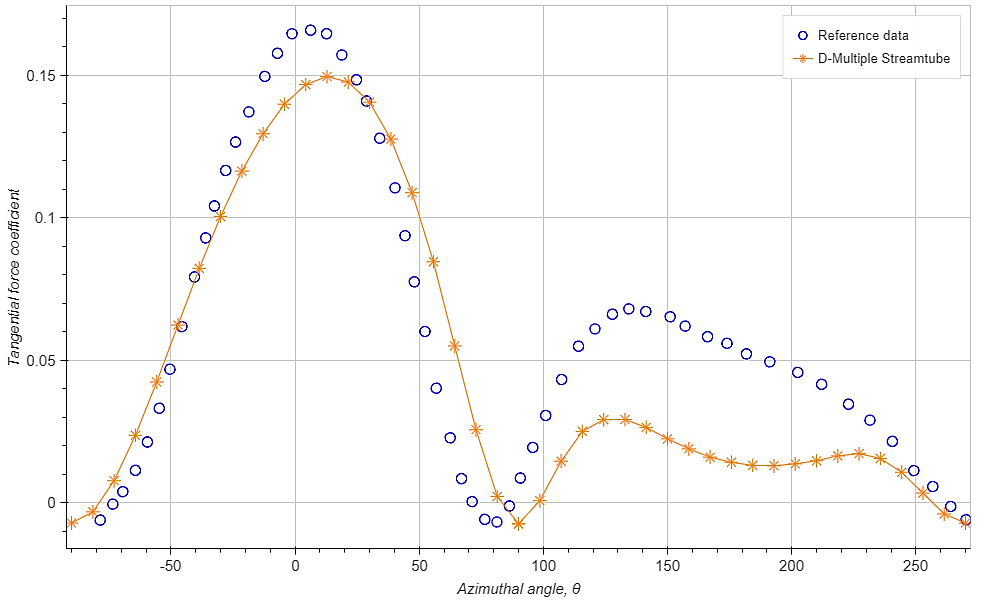 Reference data
D-Multiple Streamtube
Tangential force coefficient
0.15
0.1
0.05
0
-50 0 50 100 150 200 250
Azimuthal angle, θ